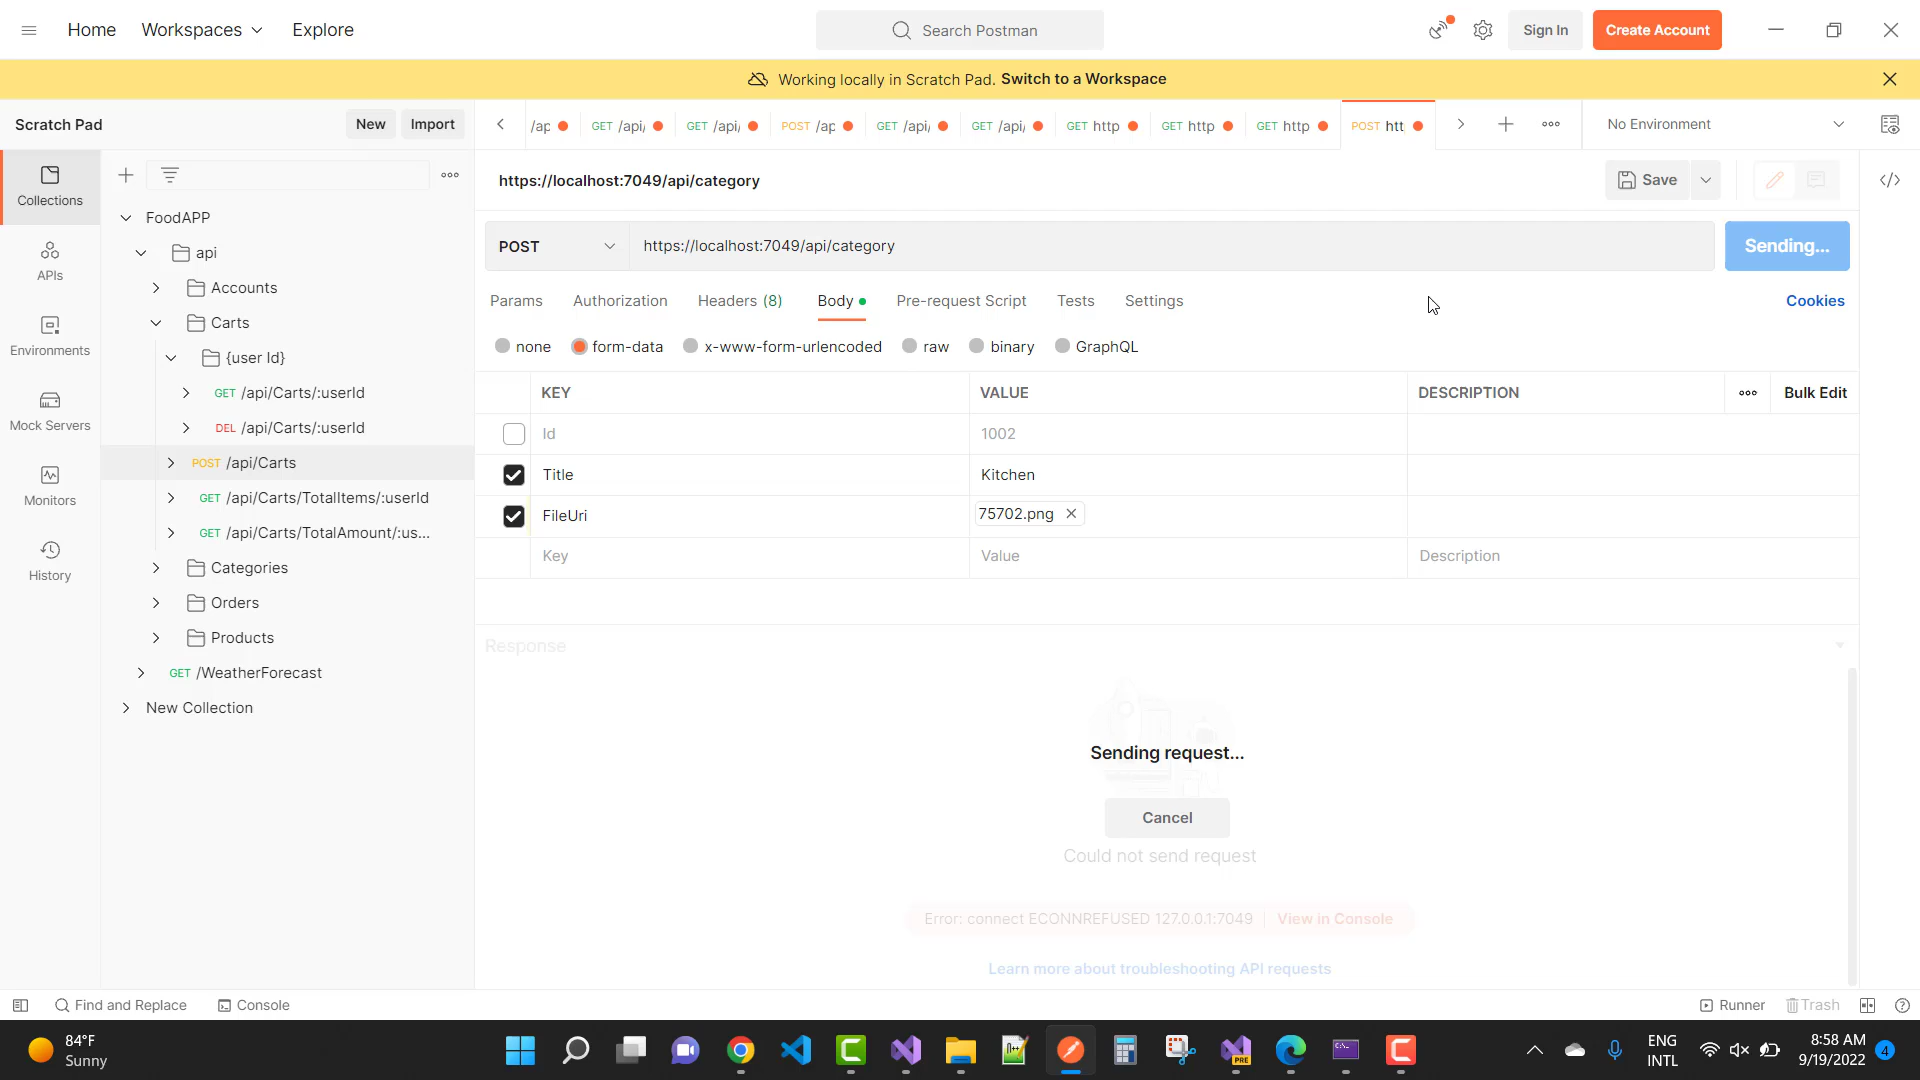 Home Workspaces Explore
Search Postman
Sign In Create Account
Working locally in Scratch Pad. Switch to a Workspace
Scratch Pad New Import
/ap GET /api/ GET /api/ POST /ap GET /api/ GET /api/ GET http GET http GET http POST htt
No Environment
https://localhost:7049/api/category
Save
POST https://localhost:7049/api/category Sending...
Params Authorization Headers (8) Body Pre-request Script Tests Settings Cookies
none form-data x-www-form-urlencoded raw binary GraphQL
KEY VALUE DESCRIPTION Bulk Edit
Id 1002
Title Kitchen
FileUri 75702.png
Key Value Description
Response
Sending request...
Cancel
Could not send request
Error: connect ECONNREFUSED 127.0.0.1:7049 View in Console
Learn more about troubleshooting API requests
Collections
APIs
Environments
Mock Servers
Monitors
History
FoodAPP
api
Accounts
Carts
{user Id}
GET /api/Carts/:userId
DEL /api/Carts/:userId
POST /api/Carts
GET /api/Carts/TotalItems/:userId
GET /api/Carts/TotalAmount/:us...
Categories
Orders
Products
GET /WeatherForecast
New Collection
Find and Replace Console Runner Trash
84°F
Sunny
PRE
ENG
INTL
8:58 AM
9/19/2022
4